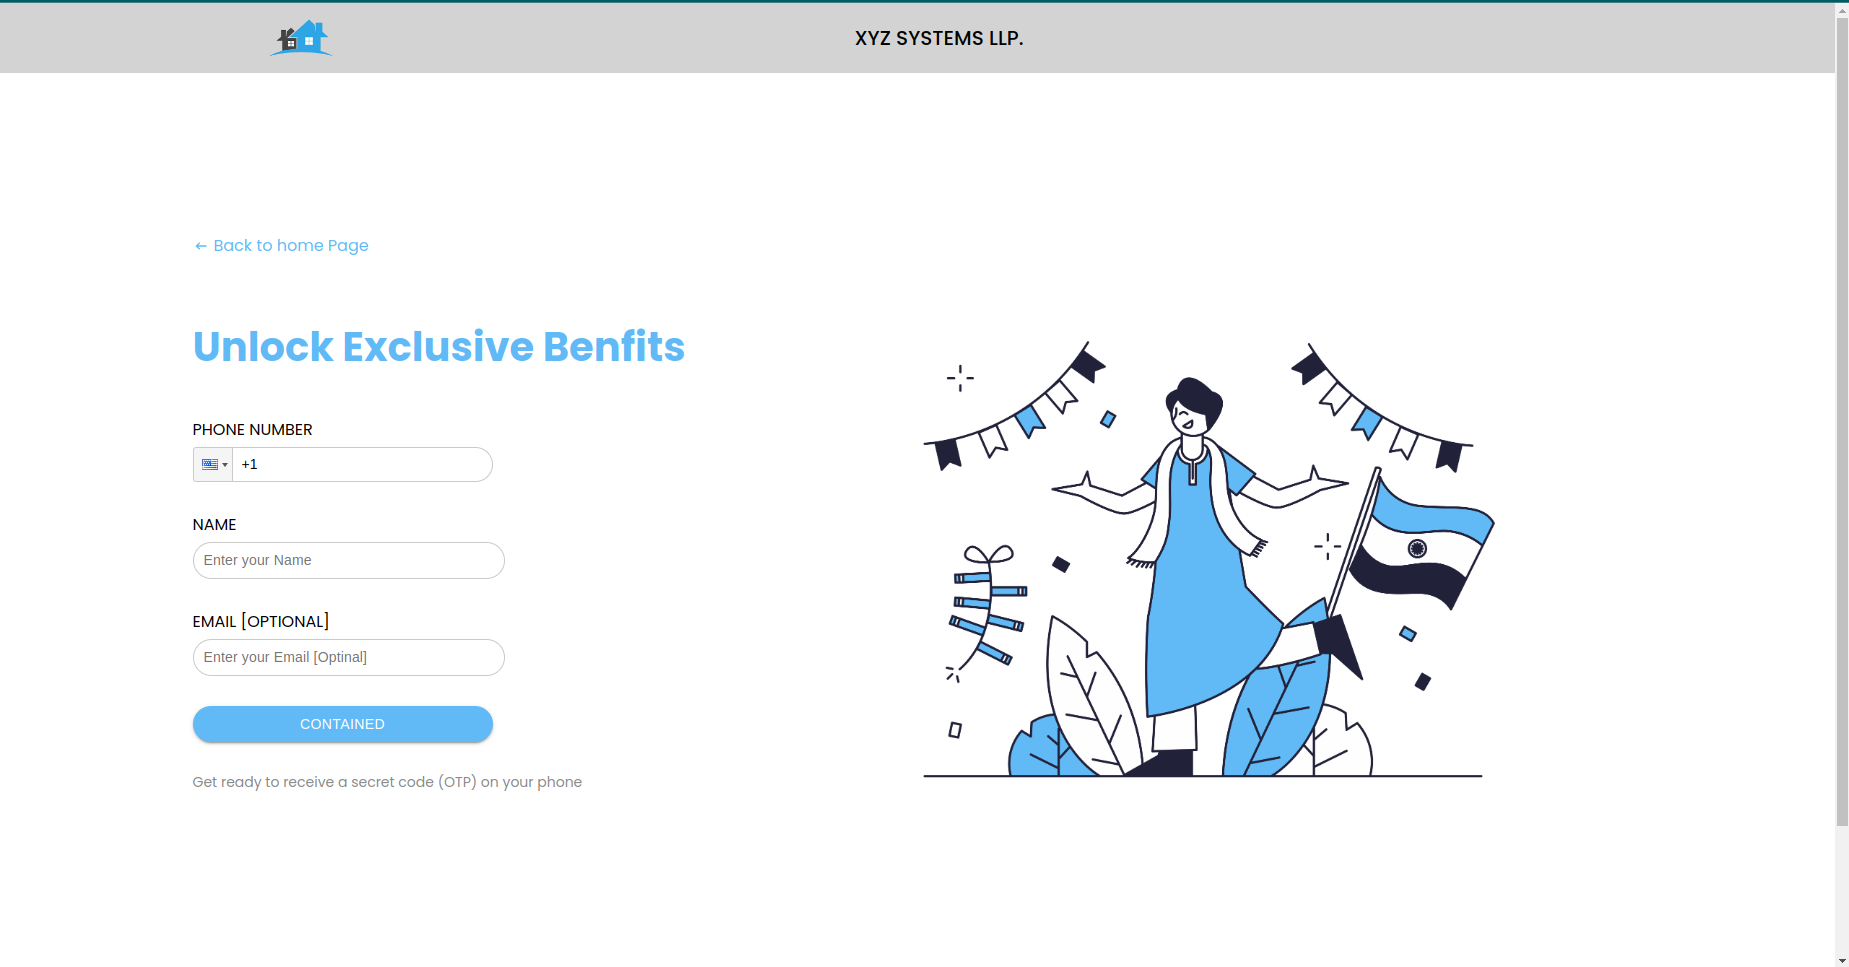 XYZ SYSTEMS LLP.
← Back to home Page
Unlock Exclusive Benfits
PHONE NUMBER
+1
NAME
Enter your Name
EMAIL [OPTIONAL]
Enter your Email [Optinal]
CONTAINED
Get ready to receive a secret code (OTP) on your phone